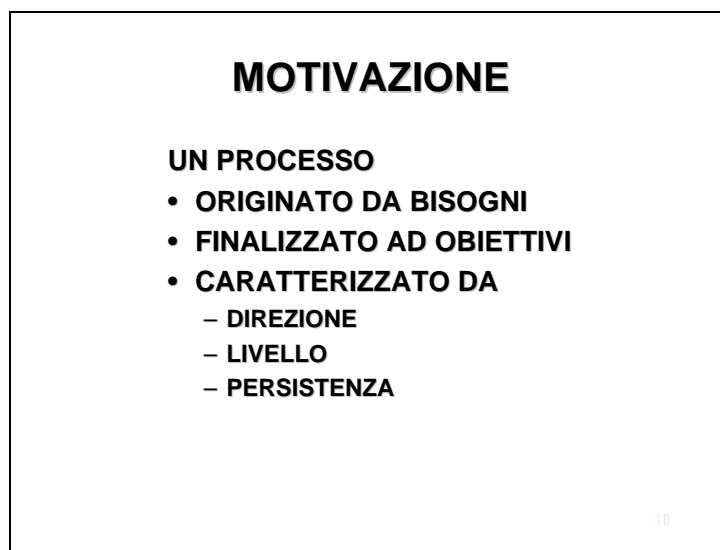 MOTIVAZIONE
UN PROCESSO
• ORIGINATO DA BISOGNI
• FINALIZZATO AD OBIETTIVI
• CARATTERIZZATO DA
– DIREZIONE
– LIVELLO
– PERSISTENZA